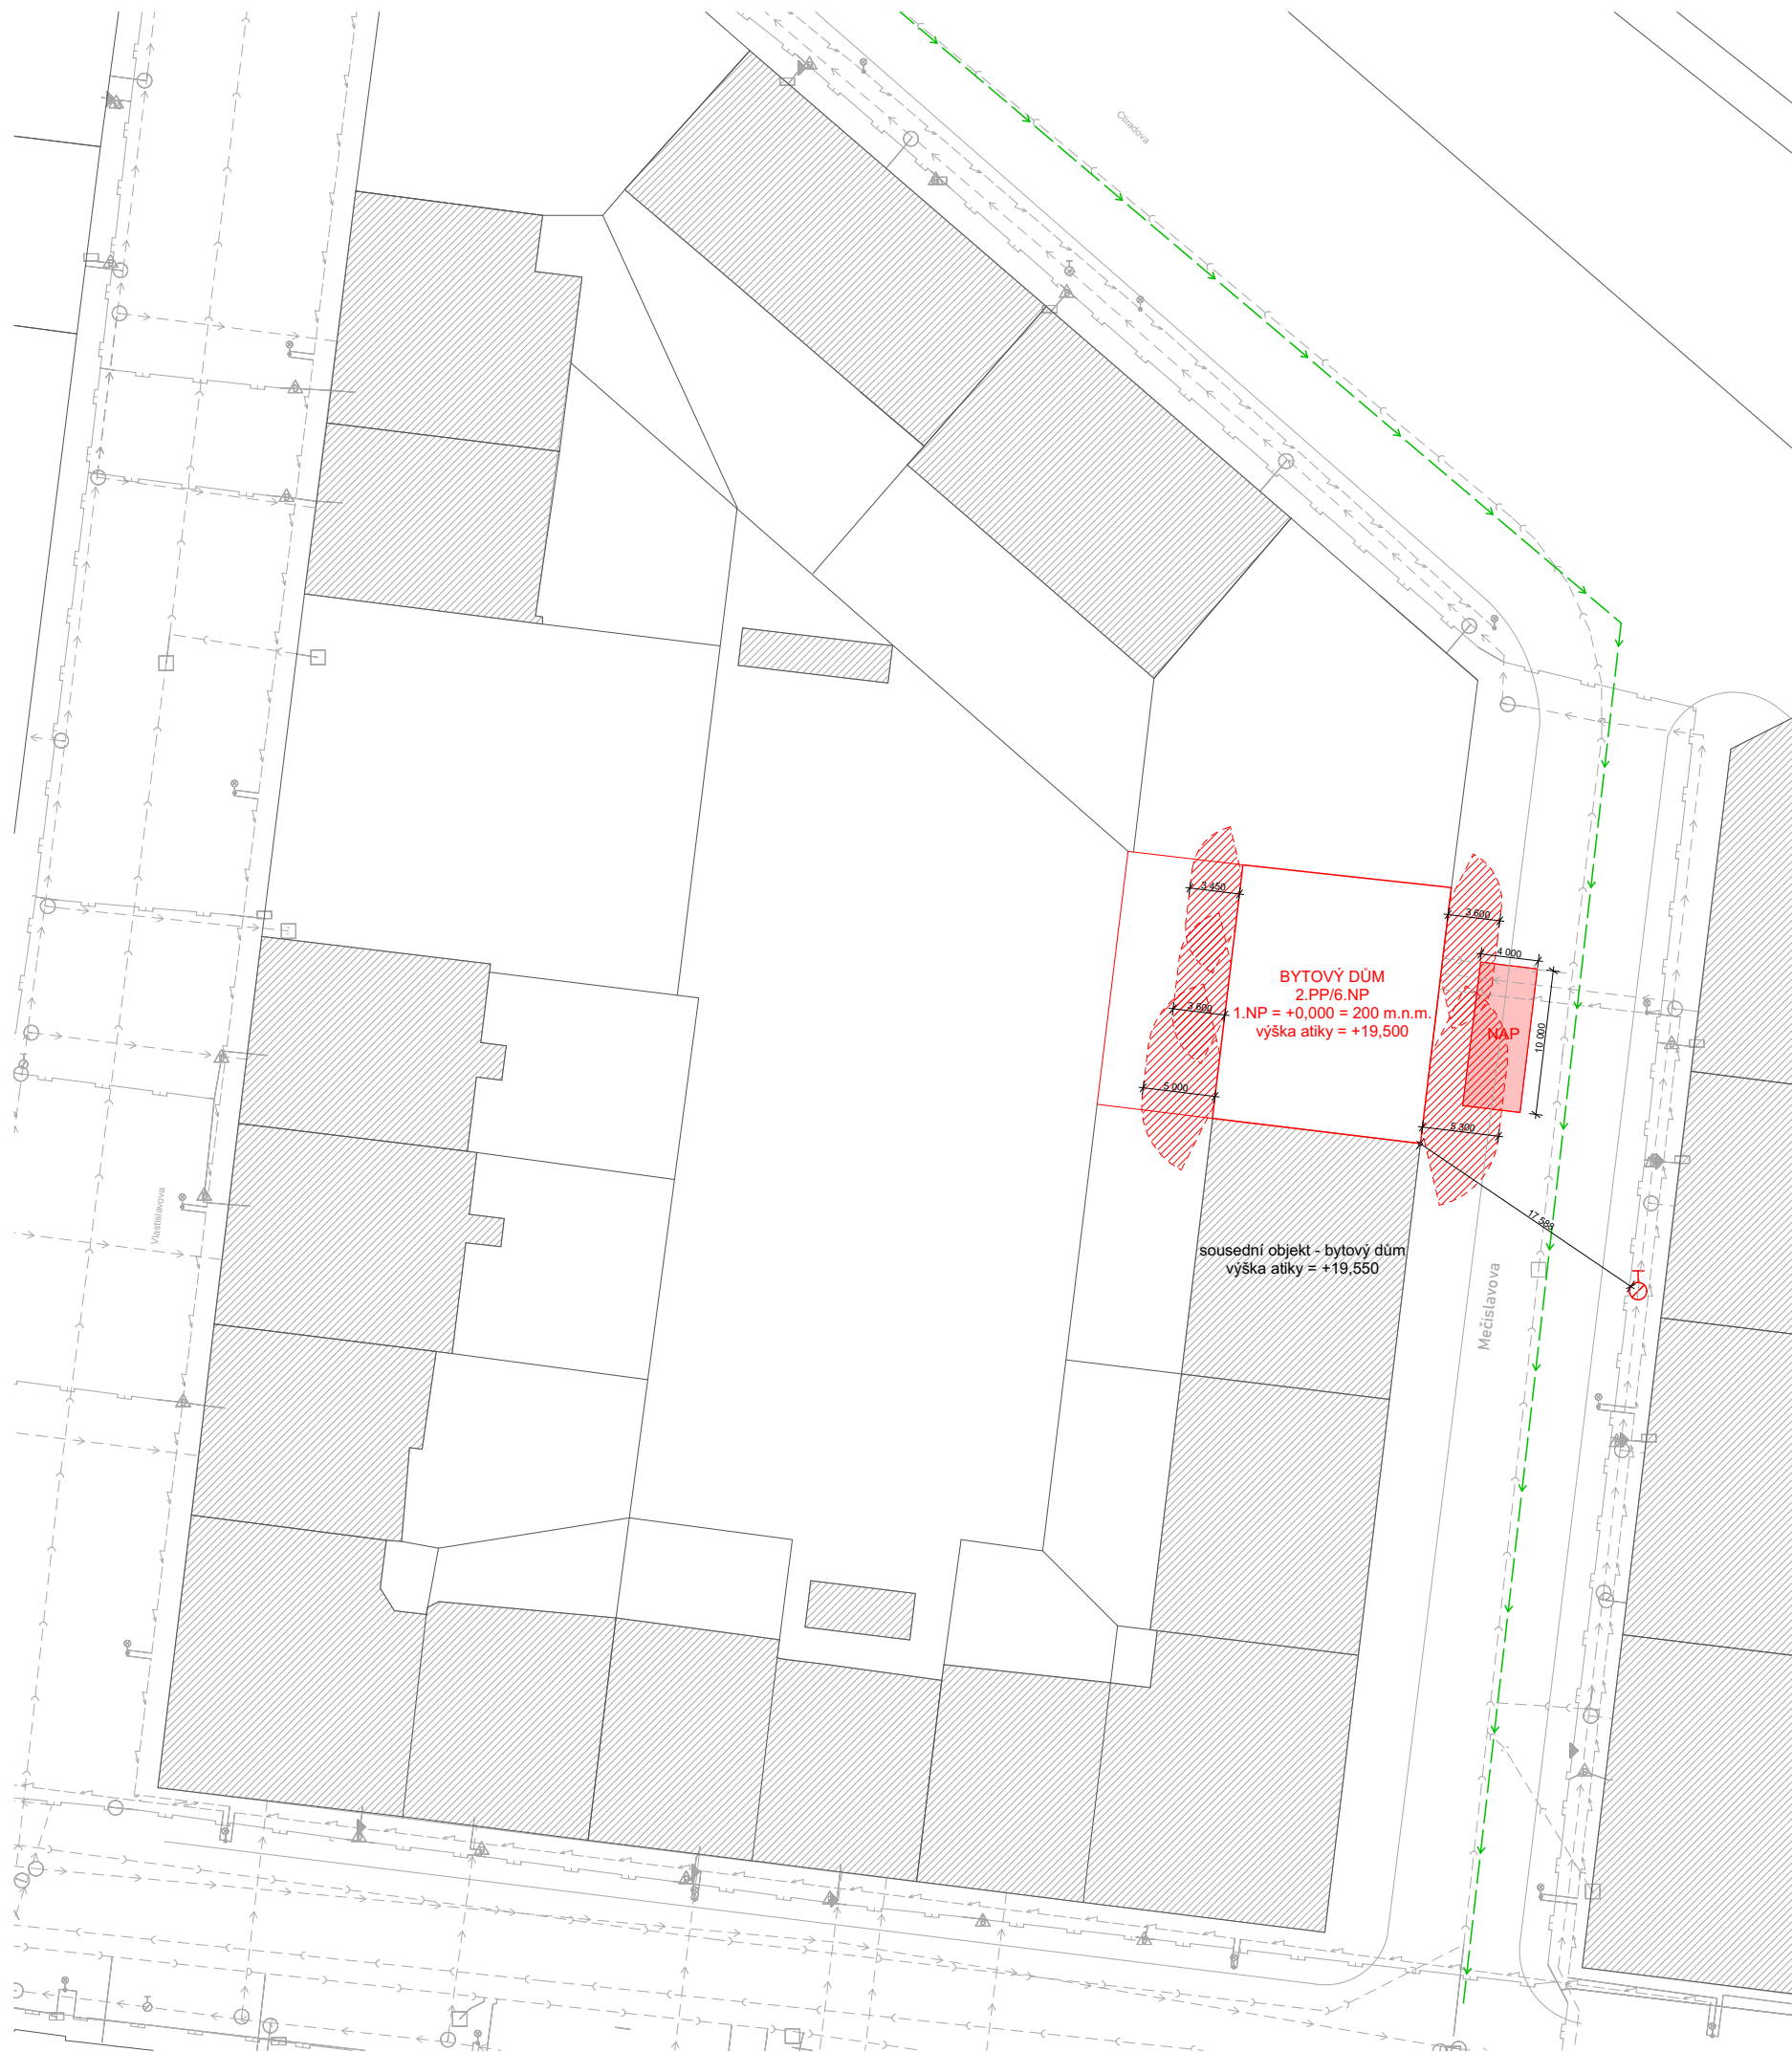 Ctiradova
3 450
3 600
4 000
BYTOVÝ DŮM
2.PP/6.NP
1.NP = +0,000 = 200 m.n.m.
výška atiky = +19,500
3 600
NAP
10 000
5 000
5 300
Vlastislavova
17 588
sousední objekt - bytový dům
výška atiky = +19,550
Mečislavova